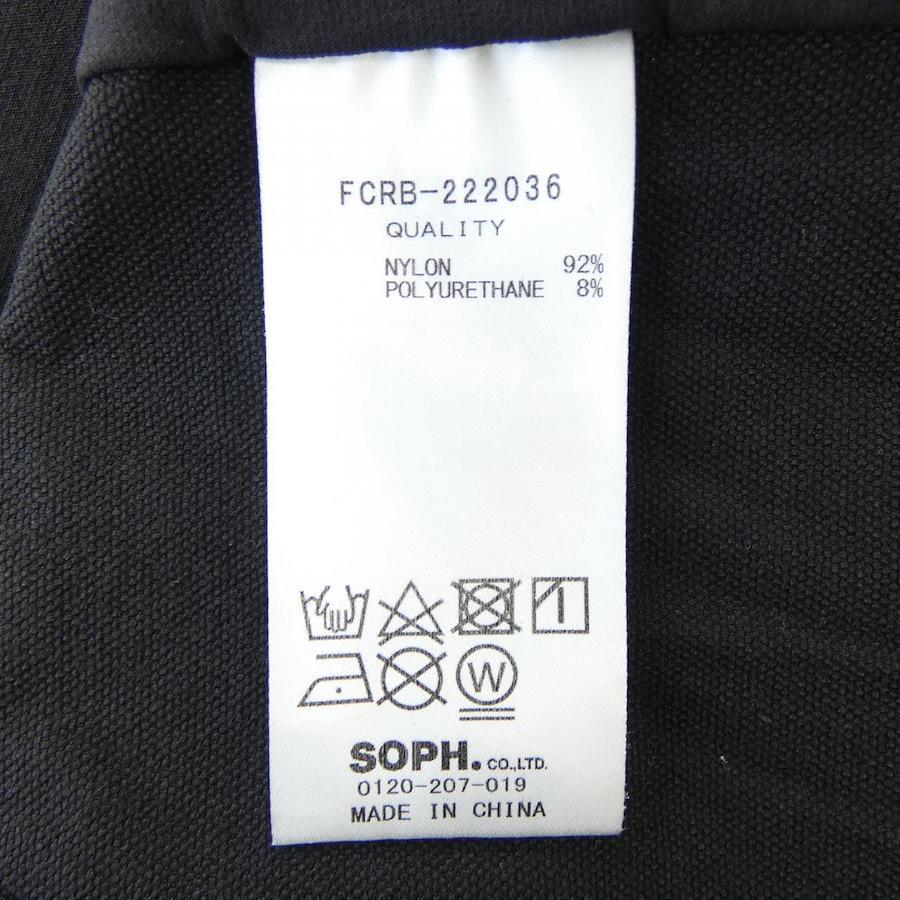 FCRB-222036
QUALITY
NYLON 92%
POLYURETHANE 8%
W
SOPH. CO.,LTD.
0120-207-019
MADE IN CHINA